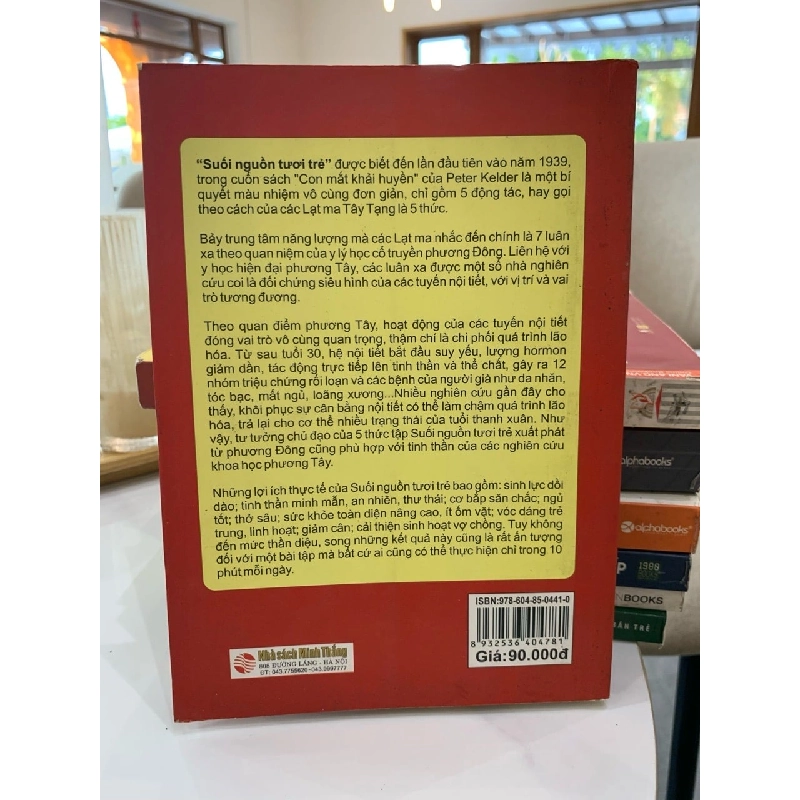 "Suối nguồn tươi trẻ" được biết đến lần đầu tiên vào năm 1939,
trong cuốn sách "Con mắt khải huyền" của Peter Kelder là một bí
quyết màu nhiệm vô cùng đơn giản, chỉ gồm 5 động tác, hay gọi
theo cách của các Lạt ma Tây Tạng là 5 thức.
Bảy trung tâm năng lượng mà các Lạt ma nhắc đến chính là 7 luân
xa theo quan niệm của y lý học cổ truyền phương Đông. Liên hệ với
y học hiện đại phương Tây, các luân xa được một số nhà nghiên
cứu coi là đối chứng siêu hình của các tuyến nội tiết, với vị trí và vai
trò tương đương.
Theo quan điểm phương Tây, hoạt động của các tuyến nội tiết
đóng vai trò vô cùng quan trọng, thậm chí là chi phối quá trình lão
hóa. Từ sau tuổi 30, hệ nội tiết bắt đầu suy yếu, lượng hormon
giảm dần, tác động trực tiếp lên tinh thần và thể chất, gây ra 12
nhóm triệu chứng rối loạn và các bệnh của người già như da nhăn,
tóc bạc, mất ngủ, loãng xương...Nhiều nghiên cứu gần đây cho
thấy, khôi phục sự cân bằng nội tiết có thể làm chậm quá trình lão
hóa, trả lại cho cơ thể nhiều trạng thái của tuổi thanh xuân. Như
vậy, tư tưởng chủ đạo của 5 thức tập Suối nguồn tươi trẻ xuất phát
từ phương Đông cũng phù hợp với tinh thần của các nghiên cứu
khoa học phương Tây.
Những lợi ích thực tế của Suối nguồn tươi trẻ bao gồm: sinh lực dồi
dào; tinh thần minh mẫn, an nhiên, thư thái; cơ bắp săn chắc; ngủ
tốt; thở sâu; sức khỏe toàn diện nâng cao, ít ốm vặt; vóc dáng trẻ
trung, linh hoạt; giảm cân; cải thiện sinh hoạt vợ chồng. Tuy không
đến mức thần diệu, song những kết quả này cũng là rất ấn tượng
đối với một bài tập mà bất cứ ai cũng có thể thực hiện chỉ trong 10
phút mỗi ngày.
ISBN:978-604-85-0441-0
8 932536 404781
Giá: 90.000đ
Nhà sách Minh Thắng
808 ĐƯỜNG LÁNG - HÀ NỘI
alphabooks
alphabooks
1980
BOOKS